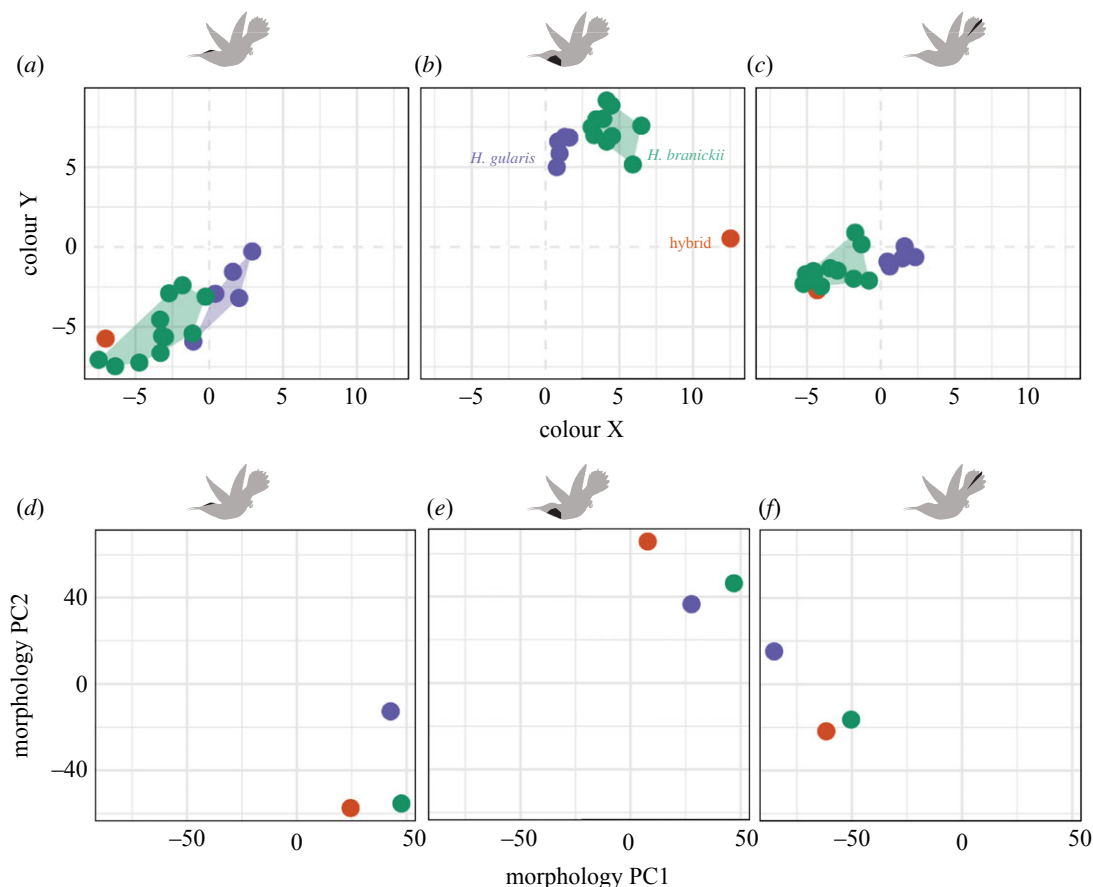 (a) (b) (c)
5
0
−5
colour Y
H. gularis H. branickii
hybrid
−5 0 5 10 −5 0 5 10 −5 0 5 10
colour X
(d) (e) (f)
40
0
−40
morphology PC2
−50 0 50 −50 0 50 −50 0 50
morphology PC1